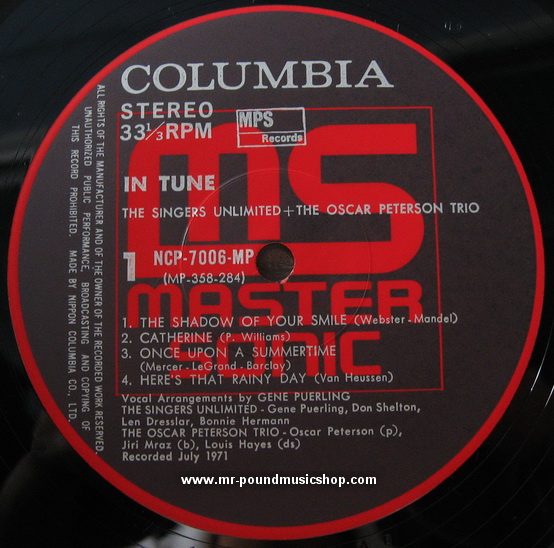 COLUMBIA
STEREO
33⅓ RPM
MPS
Records
MS
MASTER
SONIC
IN TUNE
THE SINGERS UNLIMITED+THE OSCAR PETERSON TRIO
1 NCP-7006-MP
(MP-358-284)
1. THE SHADOW OF YOUR SMILE (Webster-Mandel)
2. CATHERINE (P. Williams)
3. ONCE UPON A SUMMERTIME
(Mercer-LeGrand-Barclay)
4. HERE'S THAT RAINY DAY (Van Heussen)
Vocal Arrangements by GENE PUERLING
THE SINGERS UNLIMITED-Gene Puerling, Don Shelton,
Len Dresslar, Bonnie Hermann
THE OSCAR PETERSON TRIO-Oscar Peterson (p),
Jiri Mraz (b), Louis Hayes (ds)
Recorded July 1971
ALL RIGHTS OF THE MANUFACTURER AND OF THE OWNER OF THE RECORDED WORK RESERVED.
UNAUTHORIZED PUBLIC PERFORMANCE, BROADCASTING AND COPYING OF
THIS RECORD PROHIBITED. MADE BY NIPPON COLUMBIA CO., LTD.
www.mr-poundmusicshop.com